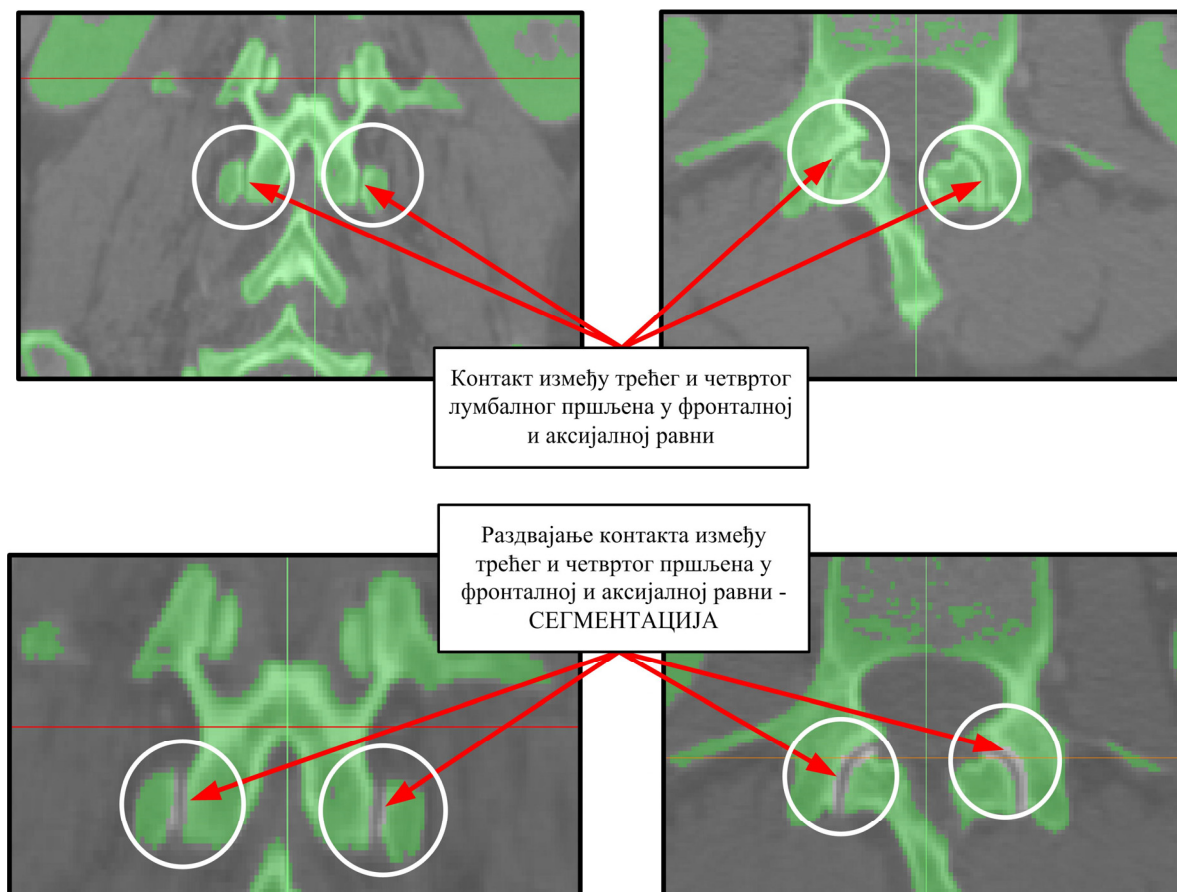 Контакт између трећег и четвртог
лумбалног пршљена у фронталној
и аксијалној равни
Раздвајање контакта између
трећег и четвртог пршљена у
фронталној и аксијалној равни -
СЕГМЕНТАЦИЈА